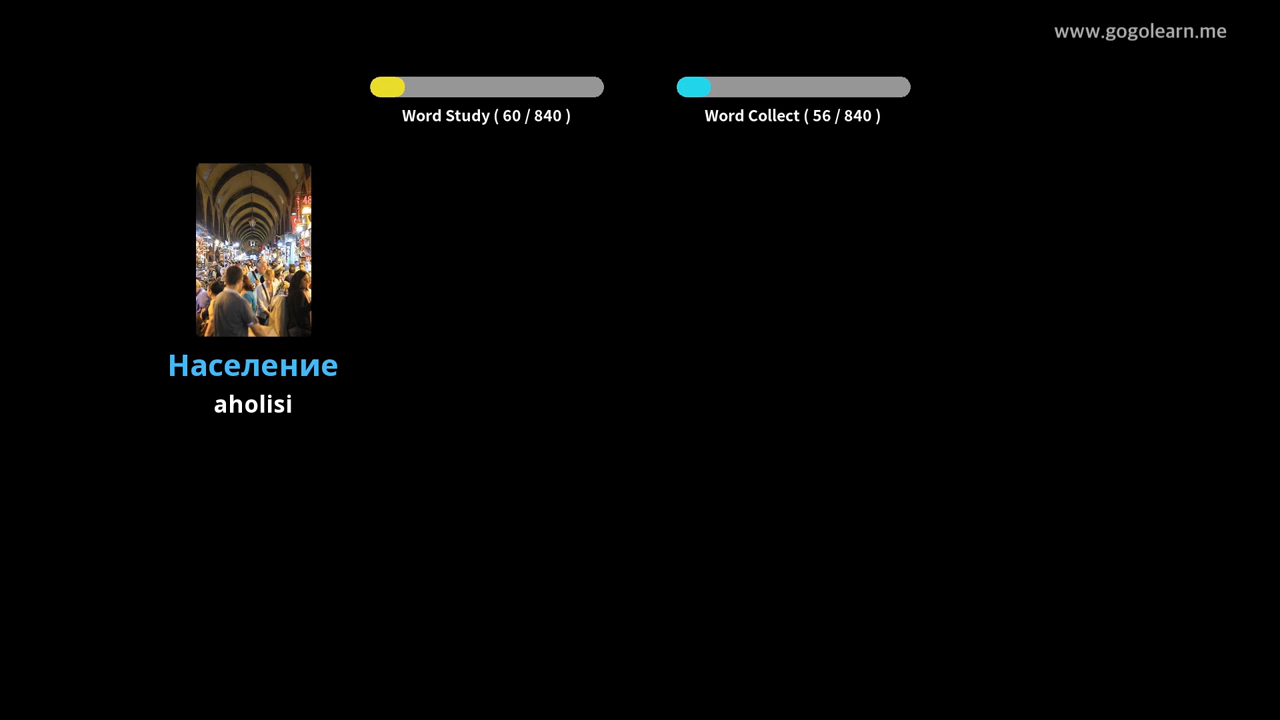 www.gogolearn.me
Word Study ( 60 / 840 )
Word Collect ( 56 / 840 )
Население
aholisi